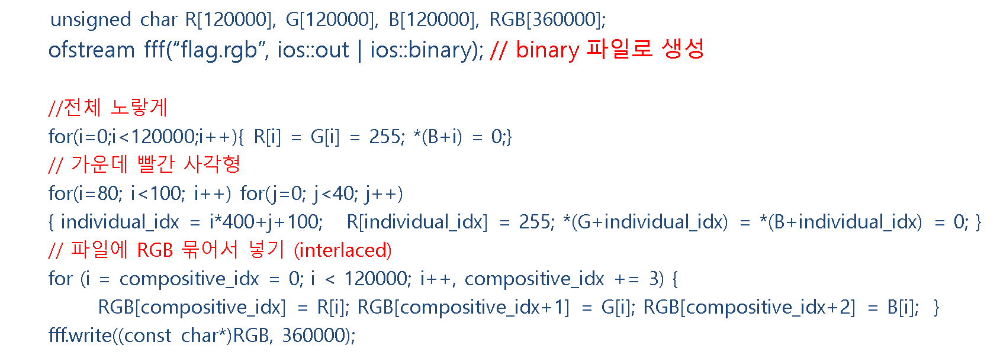 unsigned char R[120000], G[120000], B[120000], RGB[360000];
ofstream fff(“flag.rgb”, ios::out | ios::binary); // binary 파일로 생성
//전체 노랗게
for(i=0;i<120000;i++){ R[i] = G[i] = 255; *(B+i) = 0;}
// 가운데 빨간 사각형
for(i=80; i<100; i++) for(j=0; j<40; j++)
{ individual_idx = i*400+j+100; R[individual_idx] = 255; *(G+individual_idx) = *(B+individual_idx) = 0; }
// 파일에 RGB 묶어서 넣기 (interlaced)
for (i = compositive_idx = 0; i < 120000; i++, compositive_idx += 3) {
RGB[compositive_idx] = R[i]; RGB[compositive_idx+1] = G[i]; RGB[compositive_idx+2] = B[i]; }
fff.write((const char*)RGB, 360000);